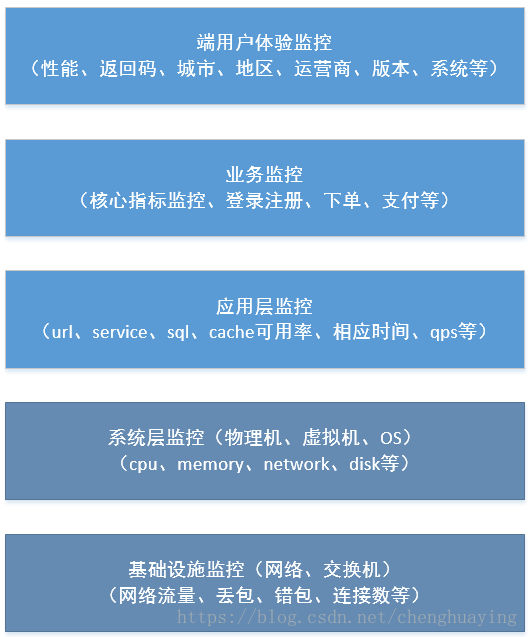 端用户体验监控
（性能、返回码、城市、地区、运营商、版本、系统等）
业务监控
（核心指标监控、登录注册、下单、支付等）
应用层监控
（url、service、sql、cache可用率、相应时间、qps等）
系统层监控（物理机、虚拟机、OS）
（cpu、memory、network、disk等）
基础设施监控（网络、交换机）
（网络流量、丢包、错包、连接数等）
https://blog.csdn.net/chenghuaying